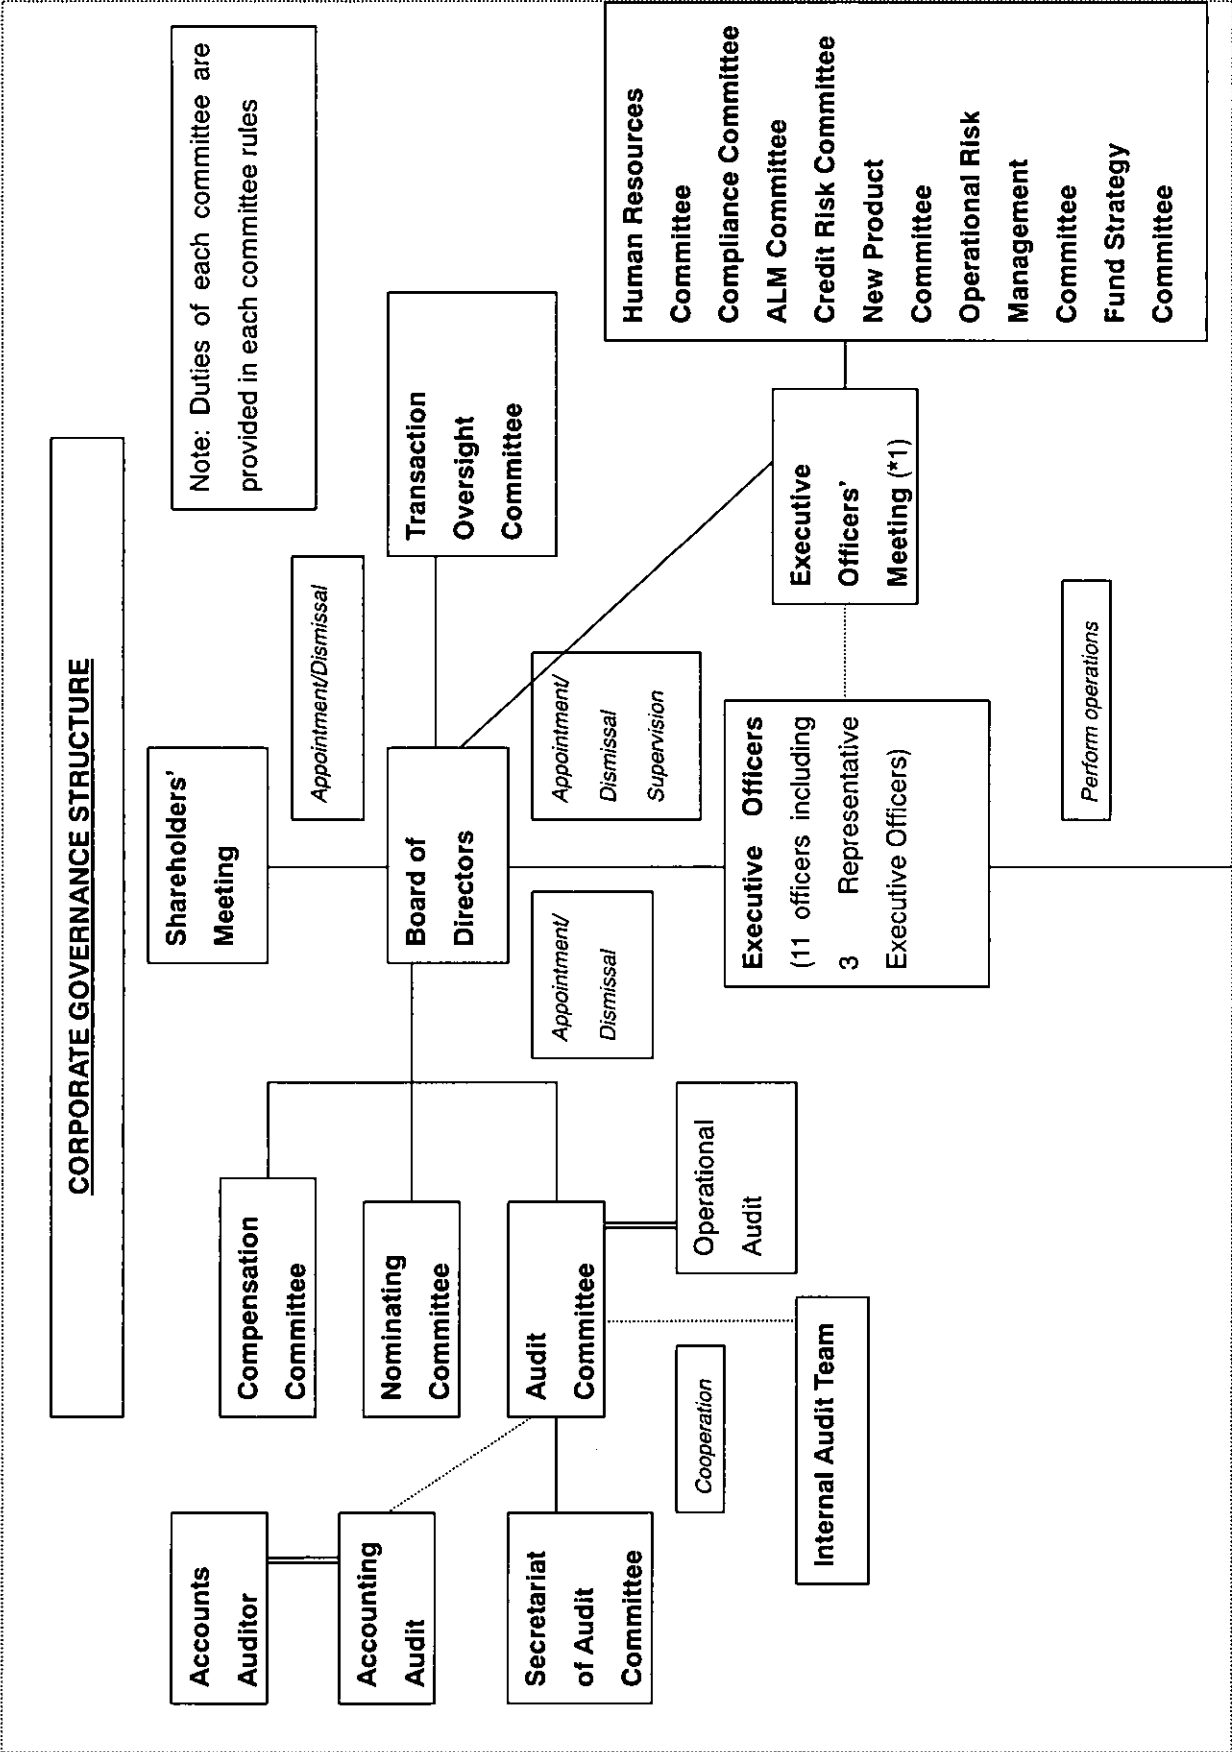 CORPORATE GOVERNANCE STRUCTURE
Note: Duties of each committee are
provided in each committee rules
Shareholders'
Meeting
Appointment/Dismissal
Accounts
Auditor
Compensation
Committee
Accounting
Audit
Nominating
Committee
Board of
Directors
Transaction
Oversight
Committee
Secretariat
of Audit
Committee
Audit
Committee
Appointment/
Dismissal
Appointment/
Dismissal
Supervision
Cooperation
Operational
Audit
Internal Audit Team
Executive Officers
(11 officers including
3 Representative
Executive Officers)
Executive
Officers'
Meeting (*1)
Human Resources
Committee
Compliance Committee
ALM Committee
Credit Risk Committee
New Product
Committee
Operational Risk
Management
Committee
Fund Strategy
Committee
Perform operations